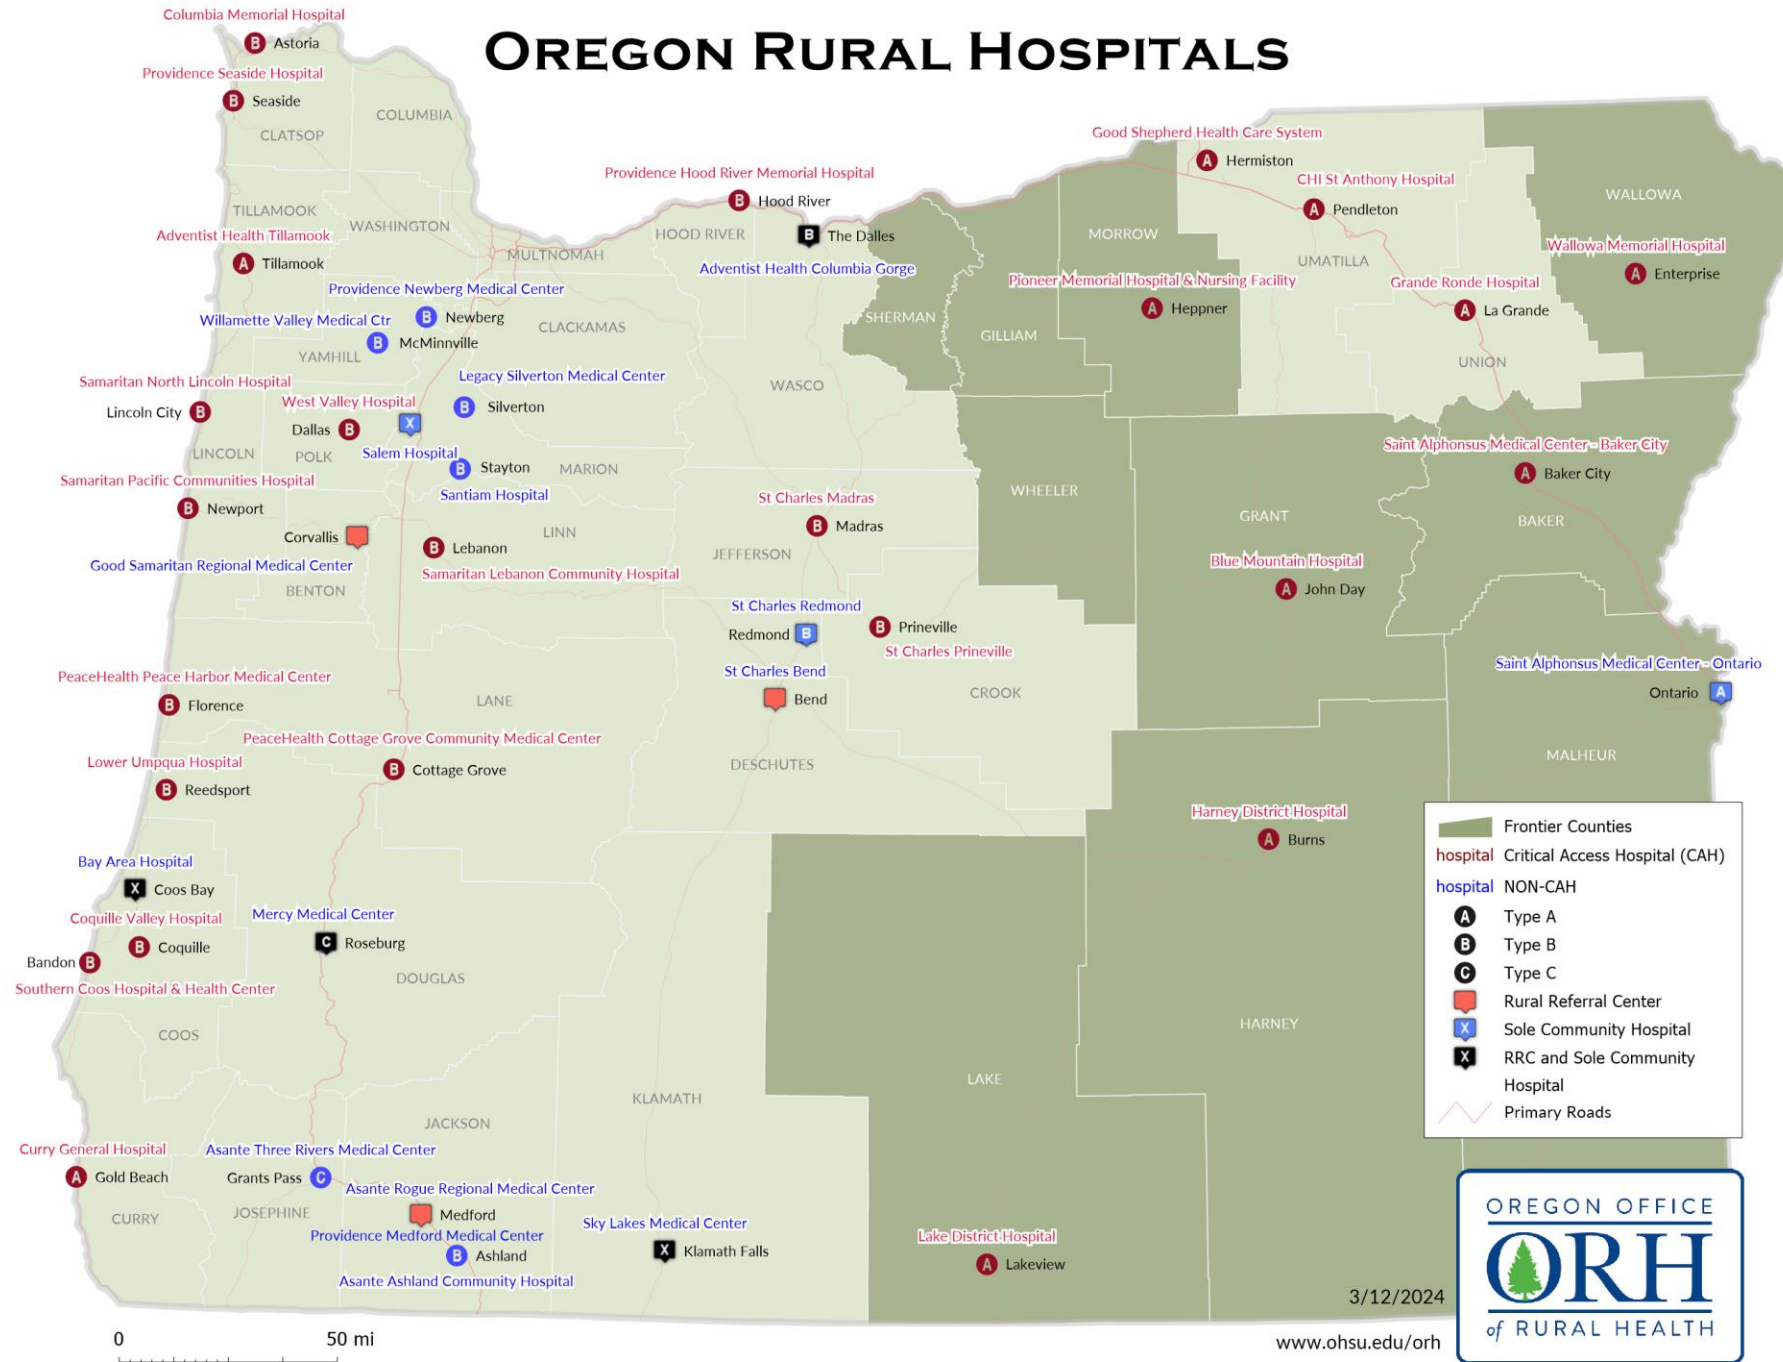 OREGON RURAL HOSPITALS
Columbia Memorial Hospital
B Astoria
Providence Seaside Hospital
B Seaside
CLATSOP
COLUMBIA
TILLAMOOK
WASHINGTON
Adventist Health Tillamook
A Tillamook
MULTNOMAH
Providence Hood River Memorial Hospital
B Hood River
HOOD RIVER
B The Dalles
Adventist Health Columbia Gorge
Good Shepherd Health Care System
A Hermiston
CHI St Anthony Hospital
A Pendleton
MORROW
UMATILLA
WALLOWA
Wallowa Memorial Hospital
A Enterprise
Pioneer Memorial Hospital & Nursing Facility
A Heppner
Grande Ronde Hospital
A La Grande
UNION
SHERMAN
GILLIAM
Providence Newberg Medical Center
B Newberg
Willamette Valley Medical Ctr
B McMinnville
CLACKAMAS
YAMHILL
WASCO
Samaritan North Lincoln Hospital
Lincoln City B
Legacy Silverton Medical Center
B Silverton
West Valley Hospital
Dallas B
X
Salem Hospital
LINCOLN
POLK
B Stayton
MARION
Santiam Hospital
Samaritan Pacific Communities Hospital
B Newport
Corvallis
Good Samaritan Regional Medical Center
BENTON
LINN
B Lebanon
Samaritan Lebanon Community Hospital
St Charles Madras
B Madras
JEFFERSON
WHEELER
GRANT
Blue Mountain Hospital
A John Day
Saint Alphonsus Medical Center - Baker City
A Baker City
BAKER
St Charles Redmond
Redmond B
B Prineville
St Charles Prineville
St Charles Bend
Bend
CROOK
DESCHUTES
Saint Alphonsus Medical Center - Ontario
Ontario A
MALHEUR
PeaceHealth Peace Harbor Medical Center
B Florence
LANE
PeaceHealth Cottage Grove Community Medical Center
B Cottage Grove
Lower Umpqua Hospital
B Reedsport
Harney District Hospital
A Burns
HARNEY
Bay Area Hospital
X Coos Bay
Coquille Valley Hospital
B Coquille
Bandon B
Southern Coos Hospital & Health Center
COOS
Mercy Medical Center
C Roseburg
DOUGLAS
LAKE
KLAMATH
JACKSON
Curry General Hospital
A Gold Beach
CURRY
Asante Three Rivers Medical Center
Grants Pass C
JOSEPHINE
Asante Rogue Regional Medical Center
Medford
Providence Medford Medical Center
B Ashland
Asante Ashland Community Hospital
Sky Lakes Medical Center
X Klamath Falls
Lake District Hospital
A Lakeview
Frontier Counties
hospital Critical Access Hospital (CAH)
hospital NON-CAH
A Type A
B Type B
C Type C
Rural Referral Center
X Sole Community Hospital
X RRC and Sole Community
Hospital
Primary Roads
3/12/2024
www.ohsu.edu/orh
OREGON OFFICE
ORH
of RURAL HEALTH
0 50 mi